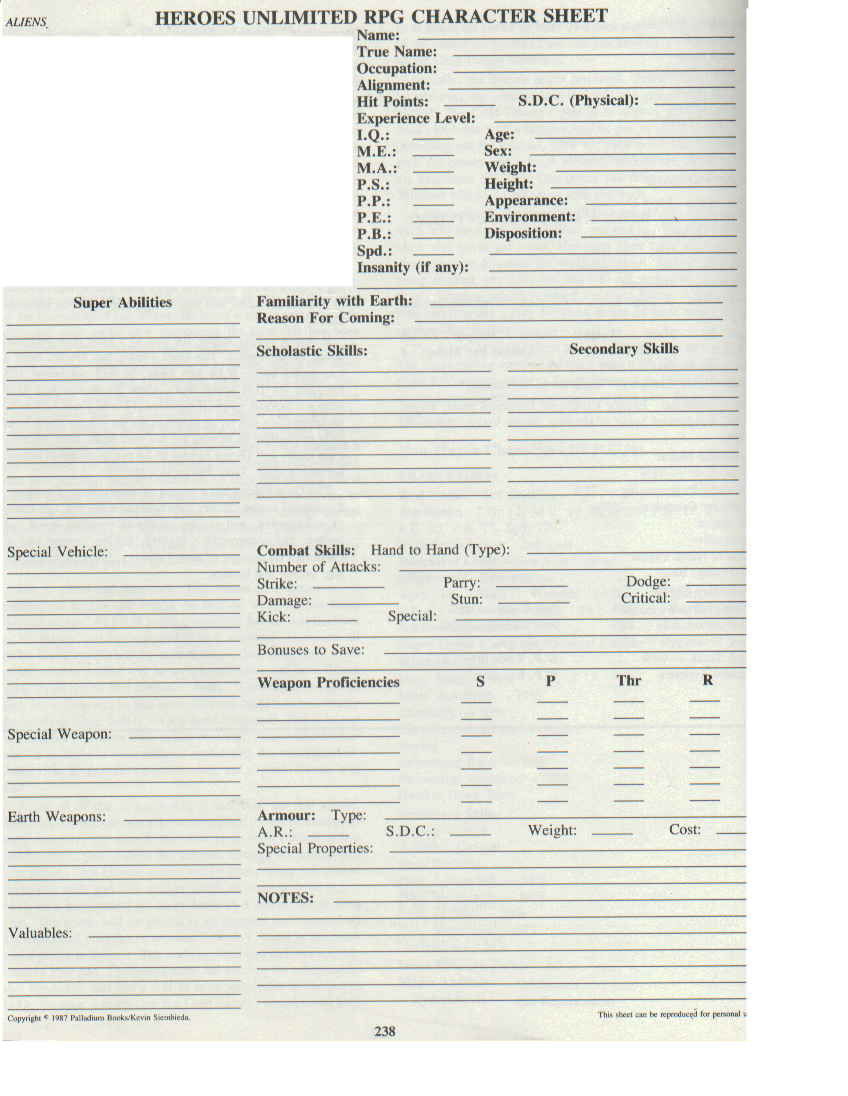 ALIENS
HEROES UNLIMITED RPG CHARACTER SHEET
Name:
True Name:
Occupation:
Alignment:
Hit Points: S.D.C. (Physical):
Experience Level:
I.Q.: Age:
M.E.: Sex:
M.A.: Weight:
P.S.: Height:
P.P.: Appearance:
P.E.: Environment:
P.B.: Disposition:
Spd.:
Insanity (if any):
Super Abilities
Familiarity with Earth:
Reason For Coming:
Scholastic Skills: Secondary Skills
Special Vehicle:
Combat Skills: Hand to Hand (Type):
Number of Attacks:
Strike: Parry: Dodge:
Damage: Stun: Critical:
Kick: Special:
Bonuses to Save:
Weapon Proficiencies S P Thr R
Special Weapon:
Earth Weapons:
Armour: Type:
A.R.: S.D.C.: Weight: Cost:
Special Properties:
NOTES:
Valuables:
Copyright © 1987 Palladium Books/Kevin Siembieda.
This sheet can be reproduced for personal
238